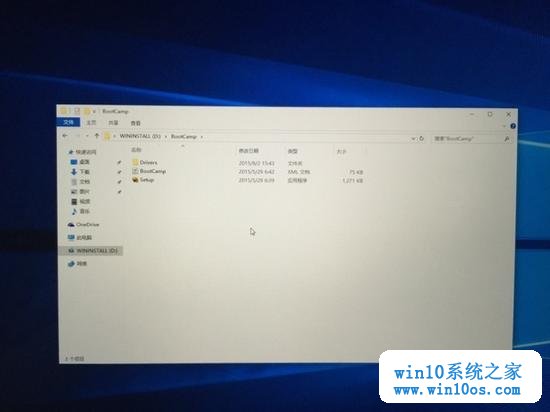 BootCamp
文件 主页 共享 查看
WININSTALL (D:) BootCamp
搜索"BootCamp"
名称 修改日期 类型 大小
快速访问
桌面
下载
文档
图片
视频
音乐
OneDrive
此电脑
WININSTALL (D:)
网络
Drivers 2015/6/2 15:43 文件夹
BootCamp 2015/5/29 6:42 XML 文档 75 KB
Setup 2015/5/29 6:39 应用程序 1,271 KB
3 个项目
win10系统之家
www.win10os.com